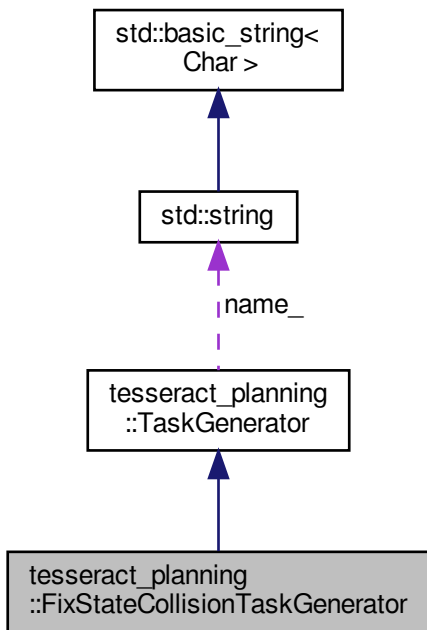 std::basic_string<
Char >
std::string
name_
tesseract_planning
::TaskGenerator
tesseract_planning
::FixStateCollisionTaskGenerator